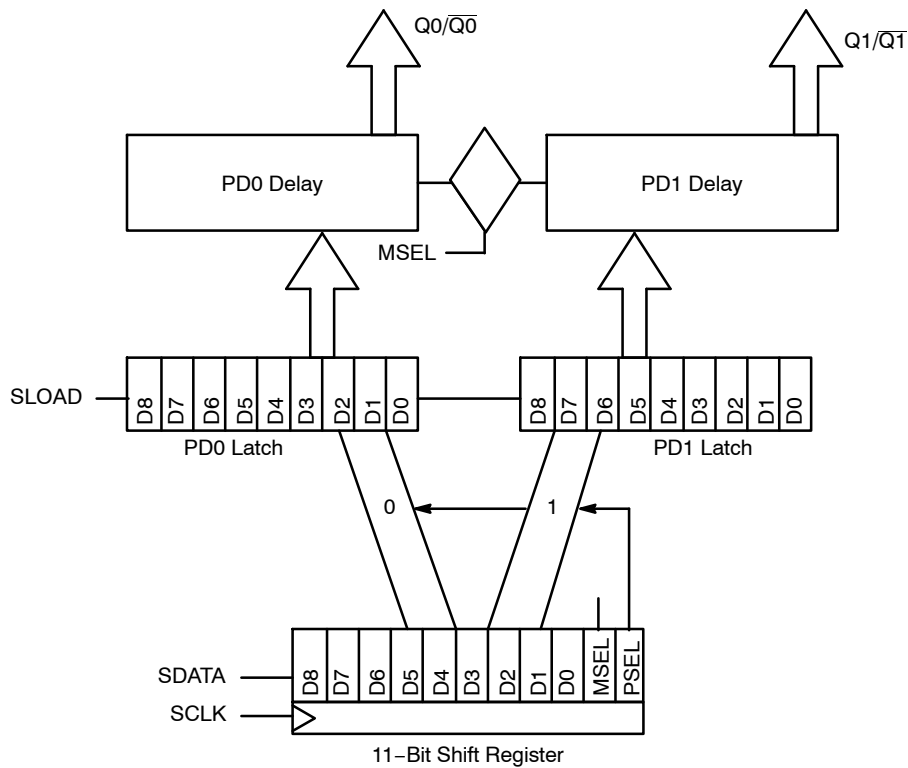 Q0/Q0
Q1/Q1
PD0 Delay
PD1 Delay
MSEL
SLOAD
D8 D7 D6 D5 D4 D3 D2 D1 D0
D8 D7 D6 D5 D4 D3 D2 D1 D0
PD0 Latch
PD1 Latch
0
1
SDATA
D8 D7 D6 D5 D4 D3 D2 D1 D0 MSEL PSEL
SCLK
11–Bit Shift Register